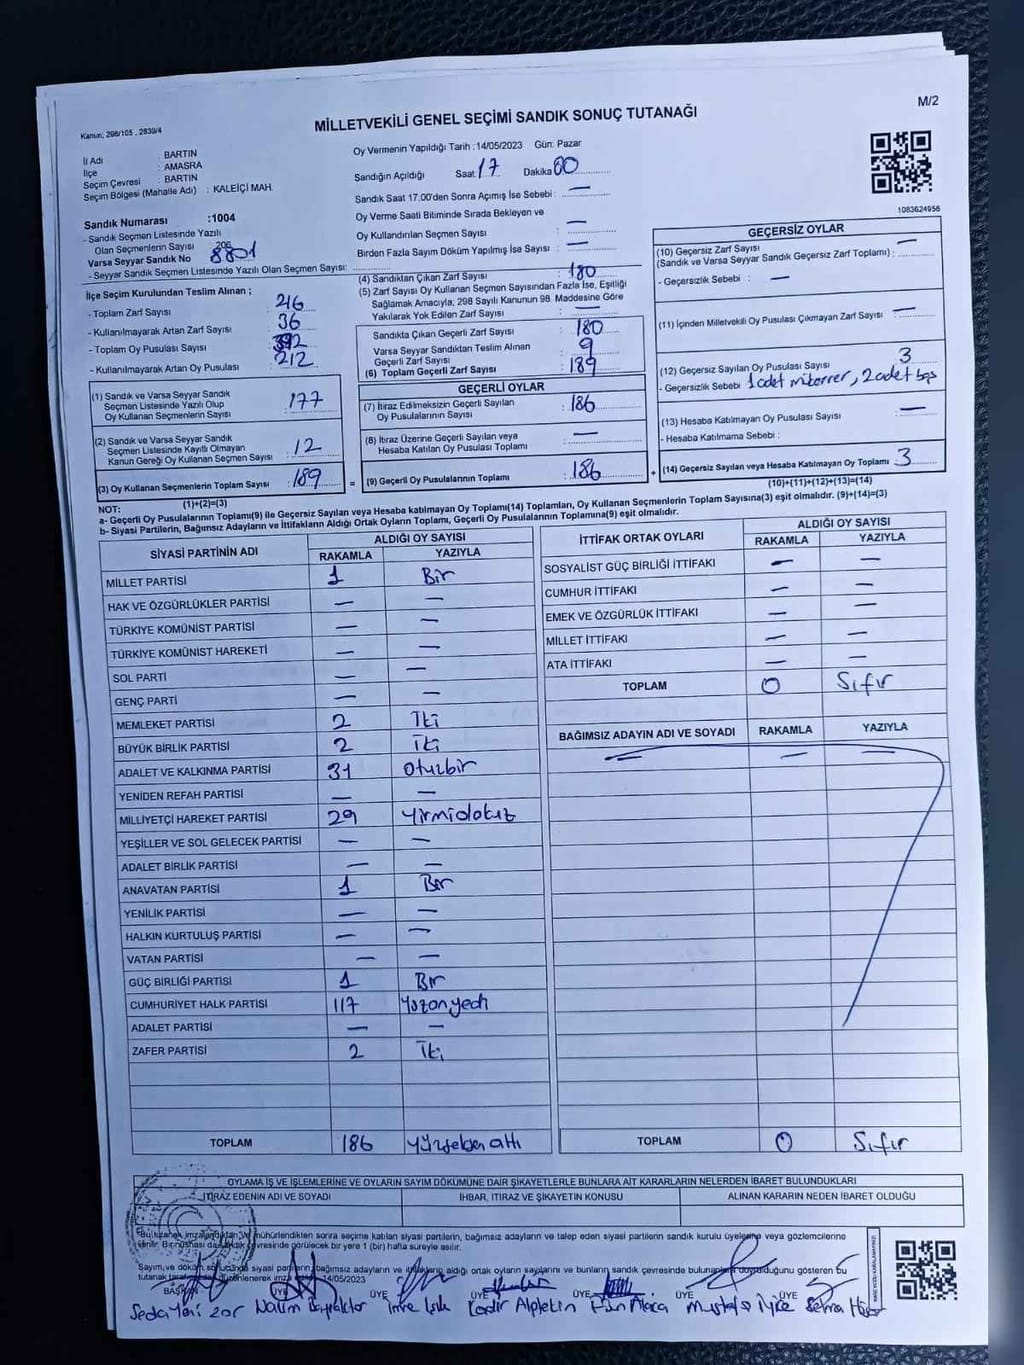 M/2
Kanun, 298/105 , 2839/4
MİLLETVEKİLİ GENEL SEÇİMİ SANDIK SONUÇ TUTANAĞI
İl Adı : BARTIN
İlçe : AMASRA
Seçim Çevresi : BARTIN
Seçim Bölgesi (Mahalle Adı) : KALEİÇİ MAH.
Sandık Numarası :1004
- Sandık Seçmen Listesinde Yazılı
Olan Seçmenlerin Sayısı 206
Varsa Seyyar Sandık No 8801
- Seyyar Sandık Seçmen Listesinde Yazılı Olan Seçmen Sayısı:
Oy Vermenin Yapıldığı Tarih :14/05/2023 Gün: Pazar
Sandığın Açıldığı Saat: 17 Dakika 00
Sandık Saat 17.00'den Sonra Açımış İse Sebebi : —
Oy Verme Saati Bitiminde Sırada Bekleyen ve
Oy Kullandırılan Seçmen Sayısı —
Birden Fazla Sayım Döküm Yapılmış İse Sayısı : —
1083624956
İlçe Seçim Kurulundan Teslim Alınan ;
- Toplam Zarf Sayısı : 216
- Kullanılmayarak Artan Zarf Sayısı : 36
- Toplam Oy Pusulası Sayısı : 392
- Kullanılmayarak Artan Oy Pusulası : 212
(1) Sandık ve Varsa Seyyar Sandık
Seçmen Listesinde Yazılı Olup
Oy Kullanan Seçmenlerin Sayısı : 177
(2) Sandık ve Varsa Seyyar Sandık
Seçmen Listesinde Kayıtlı Olmayan
Kanun Gereği Oy Kullanan Seçmen Sayısı : 12
(3) Oy Kullanan Seçmenlerin Toplam Sayısı : 189
(1)+(2)=(3)
(4) Sandıktan Çıkan Zarf Sayısı : 180
(5) Zarf Sayısı Oy Kullanan Seçmen Sayısından Fazla İse, Eşitliği
Sağlamak Amacıyla; 298 Sayılı Kanunun 98. Maddesine Göre
Yakılarak Yok Edilen Zarf Sayısı : —
Sandıkta Çıkan Geçerli Zarf Sayısı : 180
Varsa Seyyar Sandıktan Teslim Alınan
Geçerli Zarf Sayısı : 9
(6) Toplam Geçerli Zarf Sayısı : 189
GEÇERLİ OYLAR
(7) İtiraz Edilmeksizin Geçerli Sayılan
Oy Pusulalarının Sayısı : 186
(8) İtiraz Üzerine Geçerli Sayılan veya
Hesaba Katılan Oy Pusulası Toplamı : —
= (9) Geçerli Oy Pusulalarının Toplamı : 186
GEÇERSİZ OYLAR
(10) Geçersiz Zarf Sayısı
(Sandık ve Varsa Seyyar Sandık Geçersiz Zarf Toplamı) : —
- Geçersizlik Sebebi : —
(11) İçinden Milletvekili Oy Pusulası Çıkmayan Zarf Sayısı : —
(12) Geçersiz Sayılan Oy Pusulası Sayısı : 3
- Geçersizlik Sebebi : 1 adet mükerrer, 2 adet boş
(13) Hesaba Katılmayan Oy Pusulası Sayısı : —
- Hesaba Katılmama Sebebi :
+ (14) Geçersiz Sayılan veya Hesaba Katılmayan Oy Toplamı : 3
(10)+(11)+(12)+(13)=(14)
NOT:
a- Geçerli Oy Pusulalarının Toplamı(9) ile Geçersiz Sayılan veya Hesaba katılmayan Oy Toplamı(14) Toplamları, Oy Kullanan Seçmenlerin Toplam Sayısına(3) eşit olmalıdır. (9)+(14)=(3)
b- Siyasi Partilerin, Bağımsız Adayların ve İttifakların Aldığı Ortak Oyların Toplamı, Geçerli Oy Pusulalarının Toplamına(9) eşit olmalıdır.
SİYASİ PARTİNİN ADI ALDIĞI OY SAYISI
RAKAMLA YAZIYLA
MİLLET PARTİSİ 1 Bir
HAK VE ÖZGÜRLÜKLER PARTİSİ — —
TÜRKİYE KOMÜNİST PARTİSİ — —
TÜRKİYE KOMÜNİST HAREKETİ — —
SOL PARTİ — —
GENÇ PARTİ — —
MEMLEKET PARTİSİ 2 İki
BÜYÜK BİRLİK PARTİSİ 2 İki
ADALET VE KALKINMA PARTİSİ 31 Otuzbir
YENİDEN REFAH PARTİSİ — —
MİLLİYETÇİ HAREKET PARTİSİ 29 Yirmidokuz
YEŞİLLER VE SOL GELECEK PARTİSİ — —
ADALET BİRLİK PARTİSİ — —
ANAVATAN PARTİSİ 1 Bir
YENİLİK PARTİSİ — —
HALKIN KURTULUŞ PARTİSİ — —
VATAN PARTİSİ — —
GÜÇ BİRLİĞİ PARTİSİ 1 Bir
CUMHURİYET HALK PARTİSİ 117 Yüzonyedi
ADALET PARTİSİ — —
ZAFER PARTİSİ 2 İki
TOPLAM 186 Yüzseksen altı
İTTİFAK ORTAK OYLARI ALDIĞI OY SAYISI
RAKAMLA YAZIYLA
SOSYALİST GÜÇ BİRLİĞİ İTTİFAKI — —
CUMHUR İTTİFAKI — —
EMEK VE ÖZGÜRLÜK İTTİFAKI — —
MİLLET İTTİFAKI — —
ATA İTTİFAKI — —
TOPLAM 0 Sıfır
BAĞIMSIZ ADAYIN ADI VE SOYADI RAKAMLA YAZIYLA
— — —
TOPLAM 0 Sıfır
OYLAMA İŞ VE İŞLEMLERİNE VE OYLARIN SAYIM DÖKÜMÜNE DAİR ŞİKAYETLERLE BUNLARA AİT KARARLARIN NELERDEN İBARET BULUNDUKLARI
İTİRAZ EDENİN ADI VE SOYADI İHBAR, İTİRAZ VE ŞİKAYETİN KONUSU ALINAN KARARIN NEDEN İBARET OLDUĞU
Bu tutanak imzalandıktan ve mühürlendikten sonra seçime katılan siyasi partilerin, bağımsız adayların ve talep eden siyasi partilerin sandık kurulu üyelerine veya gözlemcilerine
verilir. Bir nüshası da sandık çevresinde görülecek bir yere 1 (bir) hafta süreyle asılır.
Sayım ve döküm sonucunda siyasi partilerin, bağımsız adayların ve ittifakların aldığı ortak oyların sayılarını ve bunların sandık çevresinde bulunupları duyulduğunu gösteren bu
tutanak tarafımızdan düzenlenerek imza edildi. 14/05/2023
BAŞKAN ÜYE ÜYE ÜYE ÜYE ÜYE ÜYE
Seda Zor Naim Bayraktar Emre Işık Kadir Alptekin Mustafa Selma